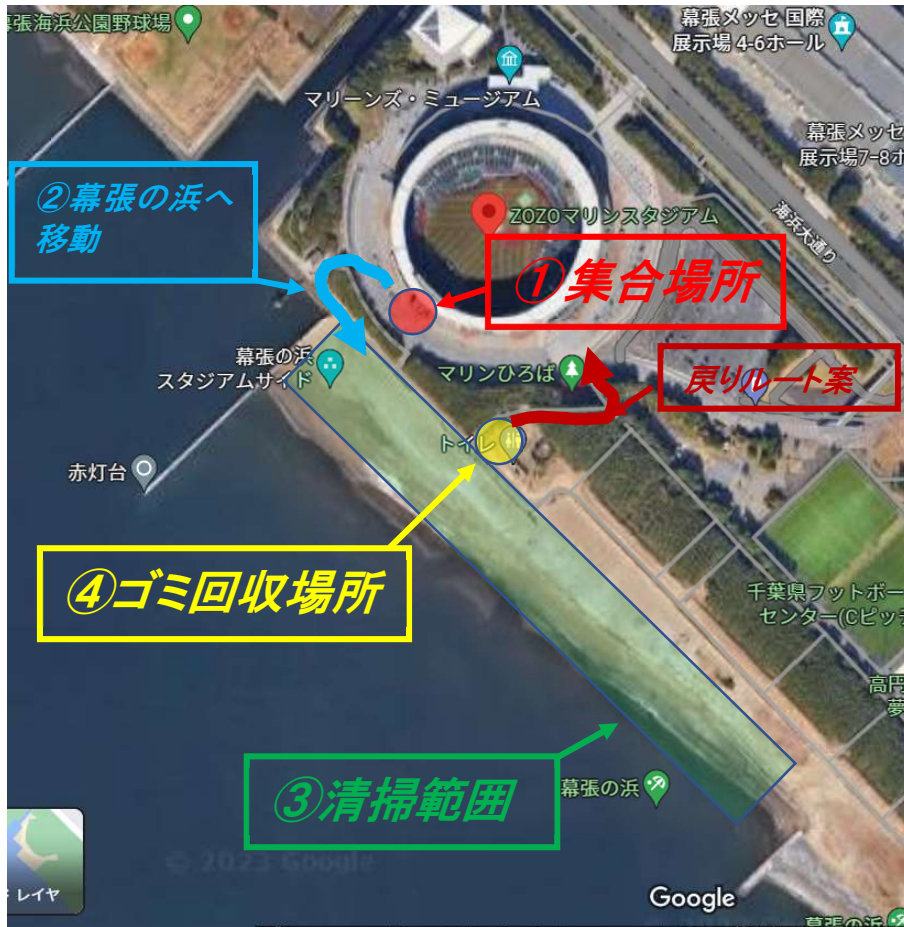 幕張海浜公園野球場
幕張メッセ 国際
展示場 4-6ホール
マリーンズ・ミュージアム
幕張メッセ
展示場7-8ホ
②幕張の浜へ
移動
ZOZOマリンスタジアム
海浜大通り
①集合場所
幕張の浜
スタジアムサイド
マリンひろば
戻りルート案
トイレ
赤灯台
④ゴミ回収場所
千葉県フットボー
センター(Cピッチ
高円
夢
③清掃範囲
幕張の浜
© 2023 Google
レイヤ
Google
幕張の浜